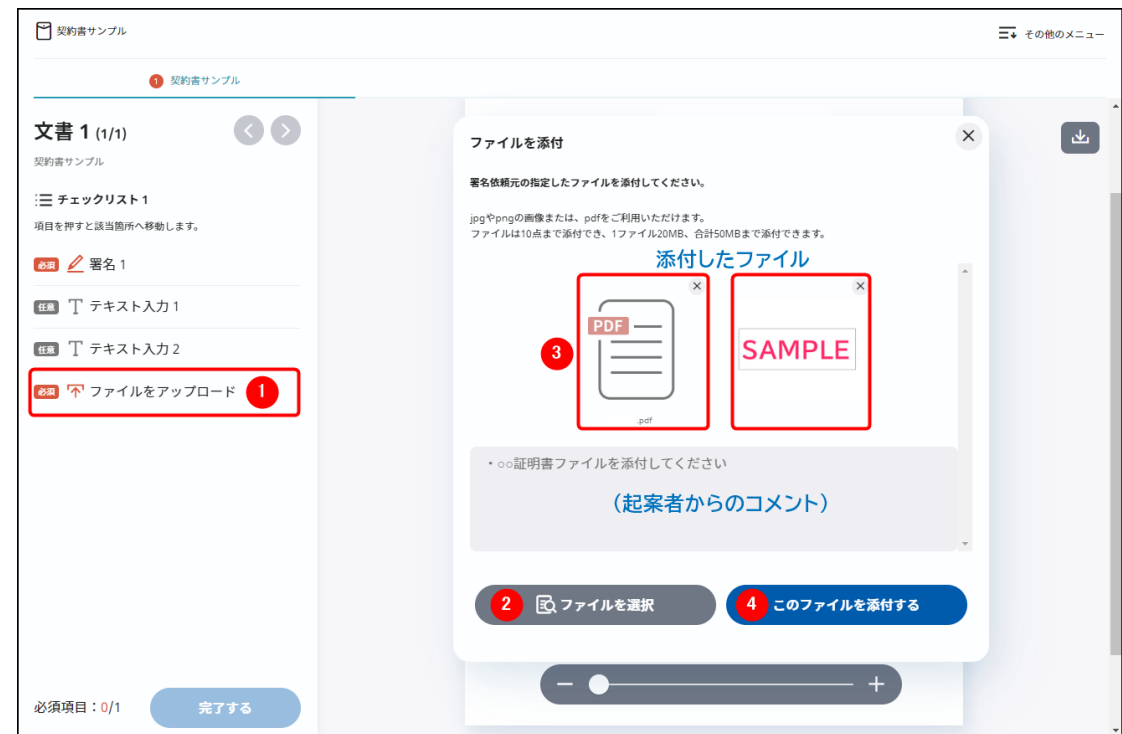 契約書サンプル
その他のメニュー
1 契約書サンプル
文書 1 (1/1)
契約書サンプル
チェックリスト 1
項目を押すと該当箇所へ移動します。
必須 署名 1
任意 テキスト入力 1
任意 テキスト入力 2
必須 ファイルをアップロード 1
必須項目：0/1
完了する
ファイルを添付
署名依頼元の指定したファイルを添付してください。
jpgやpngの画像または、pdfをご利用いただけます。
ファイルは10点まで添付でき、1ファイル20MB、合計50MBまで添付できます。
添付したファイル
3
PDF
.pdf
SAMPLE
・○○証明書ファイルを添付してください
（起案者からのコメント）
2 ファイルを選択
4 このファイルを添付する